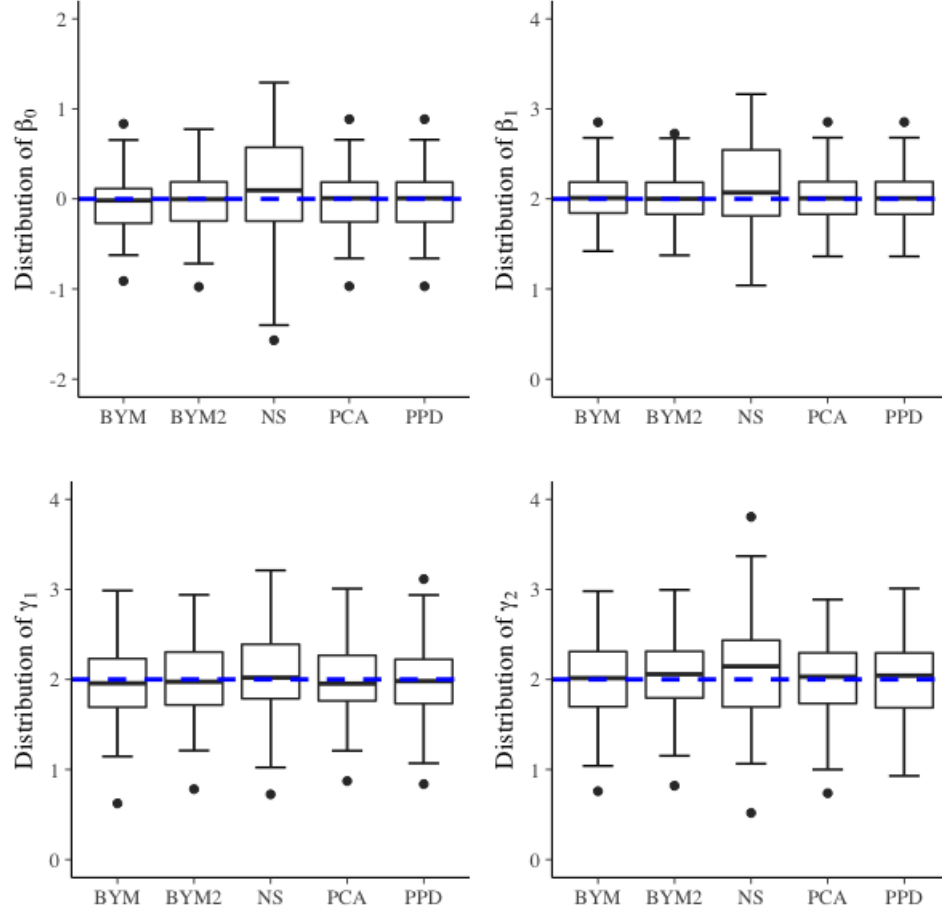 Distribution of β₀
2
1
0
-1
-2
BYM BYM2 NS PCA PPD
Distribution of β₁
4
3
2
1
0
BYM BYM2 NS PCA PPD
Distribution of γ₁
4
3
2
1
0
BYM BYM2 NS PCA PPD
Distribution of γ₂
4
3
2
1
0
BYM BYM2 NS PCA PPD